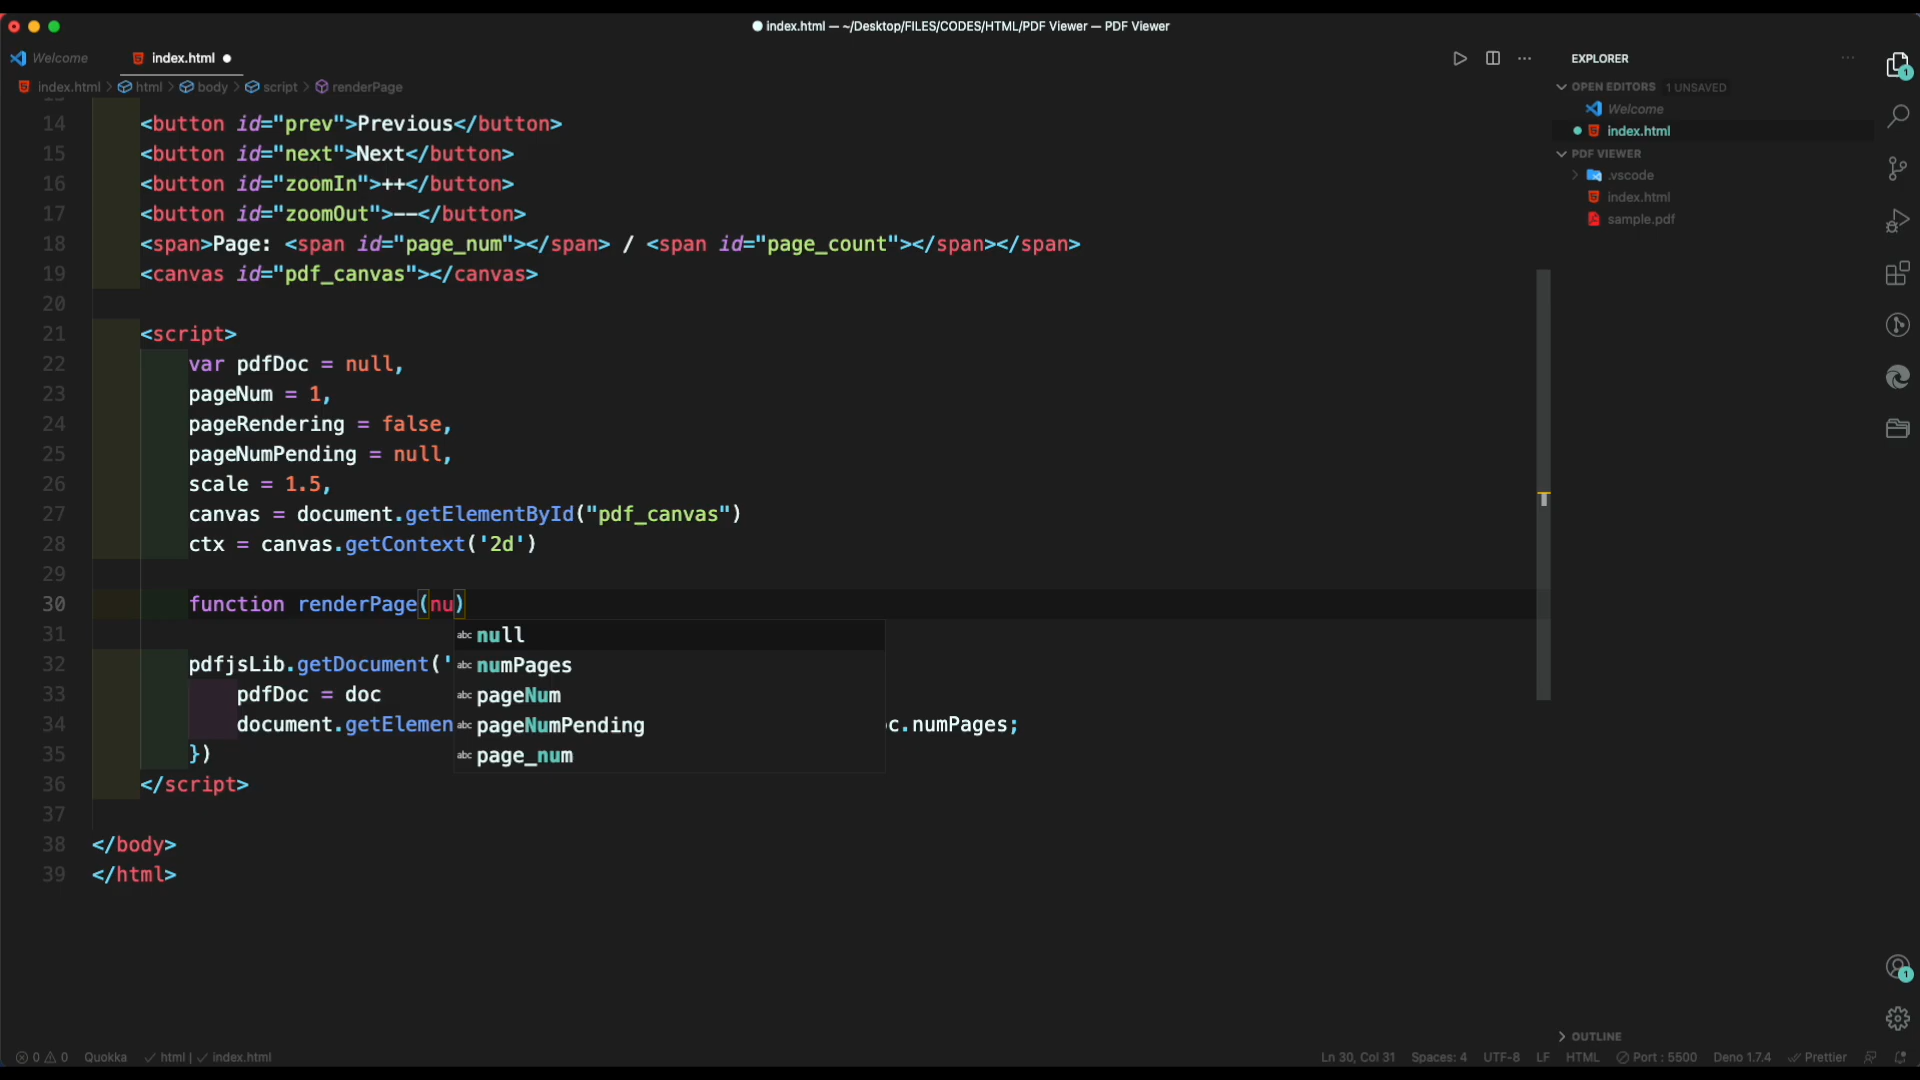 index.html — ~/Desktop/FILES/CODES/HTML/PDF Viewer — PDF Viewer
Welcome
index.html
index.html > html > body > script > renderPage
14 <button id="prev">Previous</button>
15 <button id="next">Next</button>
16 <button id="zoomIn">++</button>
17 <button id="zoomOut">--</button>
18 <span>Page: <span id="page_num"></span> / <span id="page_count"></span></span>
19 <canvas id="pdf_canvas"></canvas>
20
21 <script>
22 var pdfDoc = null,
23 pageNum = 1,
24 pageRendering = false,
25 pageNumPending = null,
26 scale = 1.5,
27 canvas = document.getElementById("pdf_canvas")
28 ctx = canvas.getContext('2d')
29
30 function renderPage(nu)
31
32 pdfjsLib.getDocument('
33 pdfDoc = doc
34 document.getElemen c.numPages;
35 })
36 </script>
37
38 </body>
39 </html>
abc null
abc numPages
abc pageNum
abc pageNumPending
abc page_num
EXPLORER
OPEN EDITORS 1 UNSAVED
Welcome
index.html
PDF VIEWER
.vscode
index.html
sample.pdf
OUTLINE
1
1
0 0 Quokka html | index.html
Ln 30, Col 31 Spaces: 4 UTF-8 LF HTML Port : 5500 Deno 1.7.4 Prettier